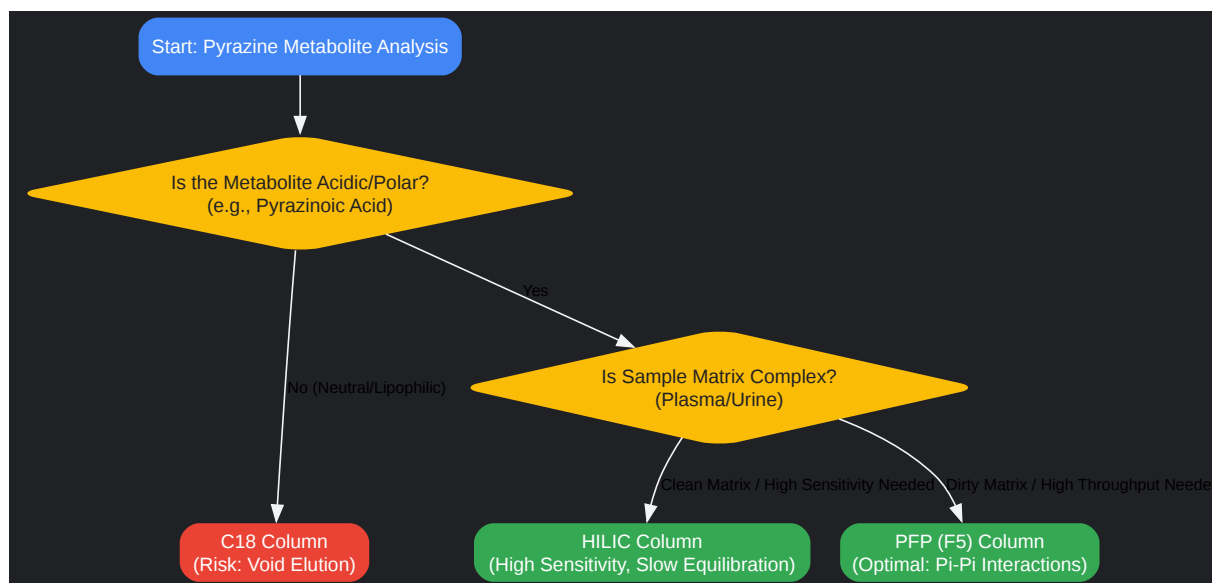 Start: Pyrazine Metabolite Analysis
Is the Metabolite Acidic/Polar?
(e.g., Pyrazinoic Acid)
Yes
Is Sample Matrix Complex?
(Plasma/Urine)
No (Neutral/Lipophilic)
Clean Matrix / High Sensitivity Needed
Dirty Matrix / High Throughput Neede
C18 Column
(Risk: Void Elution)
HILIC Column
(High Sensitivity, Slow Equilibration)
PFP (F5) Column
(Optimal: Pi-Pi Interactions)